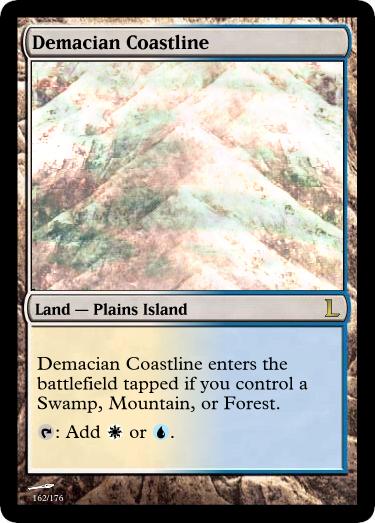 Demacian Coastline
Land — Plains Island
L
Demacian Coastline enters the
battlefield tapped if you control a
Swamp, Mountain, or Forest.
: Add or .
162/176